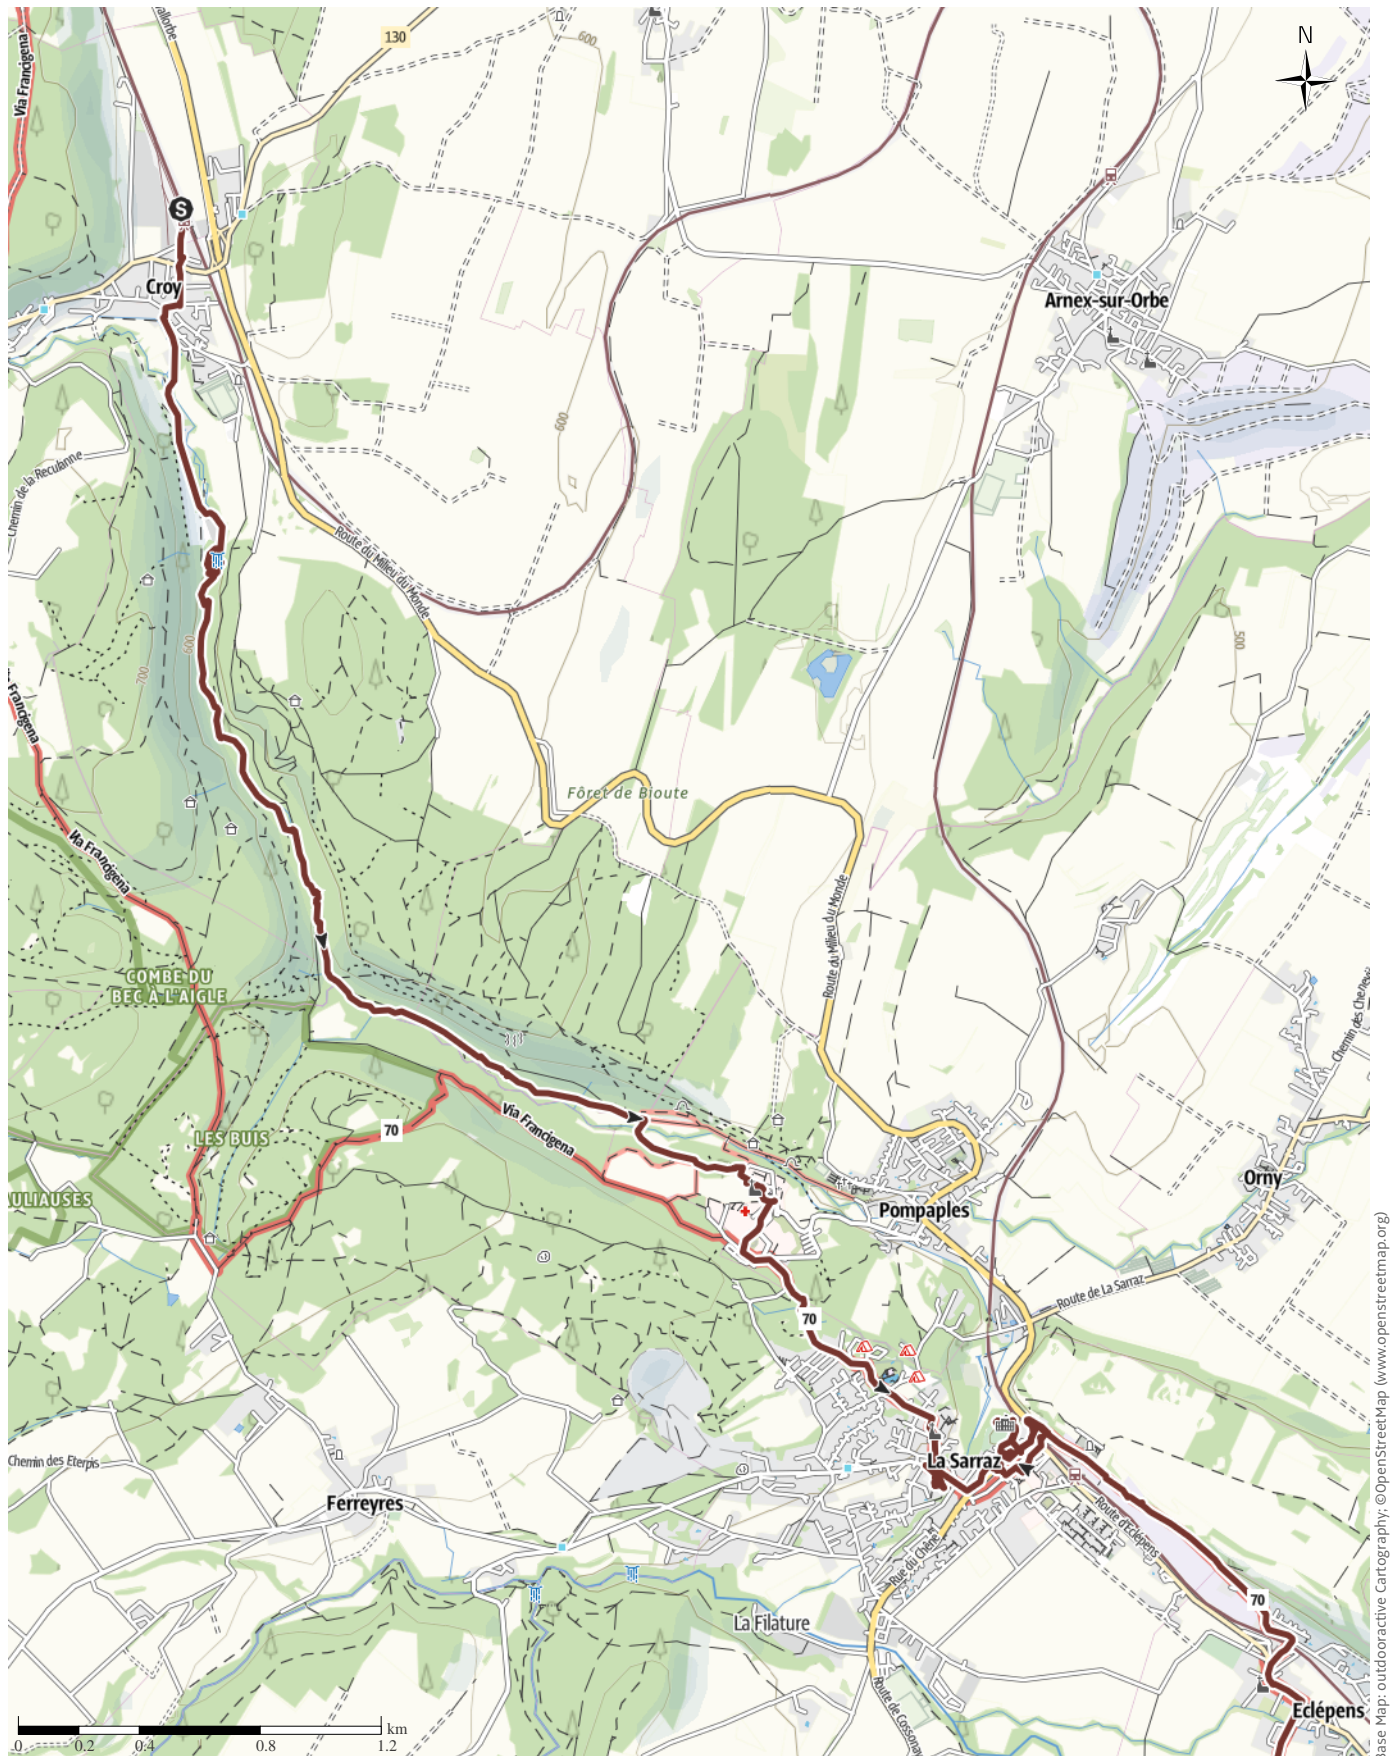 Via Francigena
allorbe
130
600
N
S
Croy
Arnex-sur-Orbe
600
Chemin de la Reculanne
Route du Milieu du Monde
500
600
700
Francigena
Fôret de Bioute
Via Francigena
Route du Milieu du Monde
COMBE DU
BEC À L'AIGLE
Via Francigena
70
LES BUIS
ULIAUSES
Orny
Pompaples
Route de La Sarraz
70
La Sarraz
Chemin des Eterpis
Ferreyres
Route d'Eclépens
Rue du Chêne
70
La Filature
Route de Cossonay
Eclépens
km
0
0.2
0.4
0.8
1.2
ase Map: outdooractive Cartography; ©OpenStreetMap (www.openstreetmap.org)